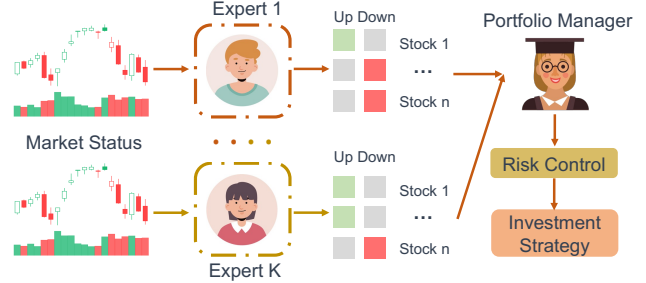 Expert 1
Up Down
Stock 1
...
Stock n
Portfolio Manager
Market Status
Up Down
Stock 1
...
Stock n
Expert K
Risk Control
Investment
Strategy